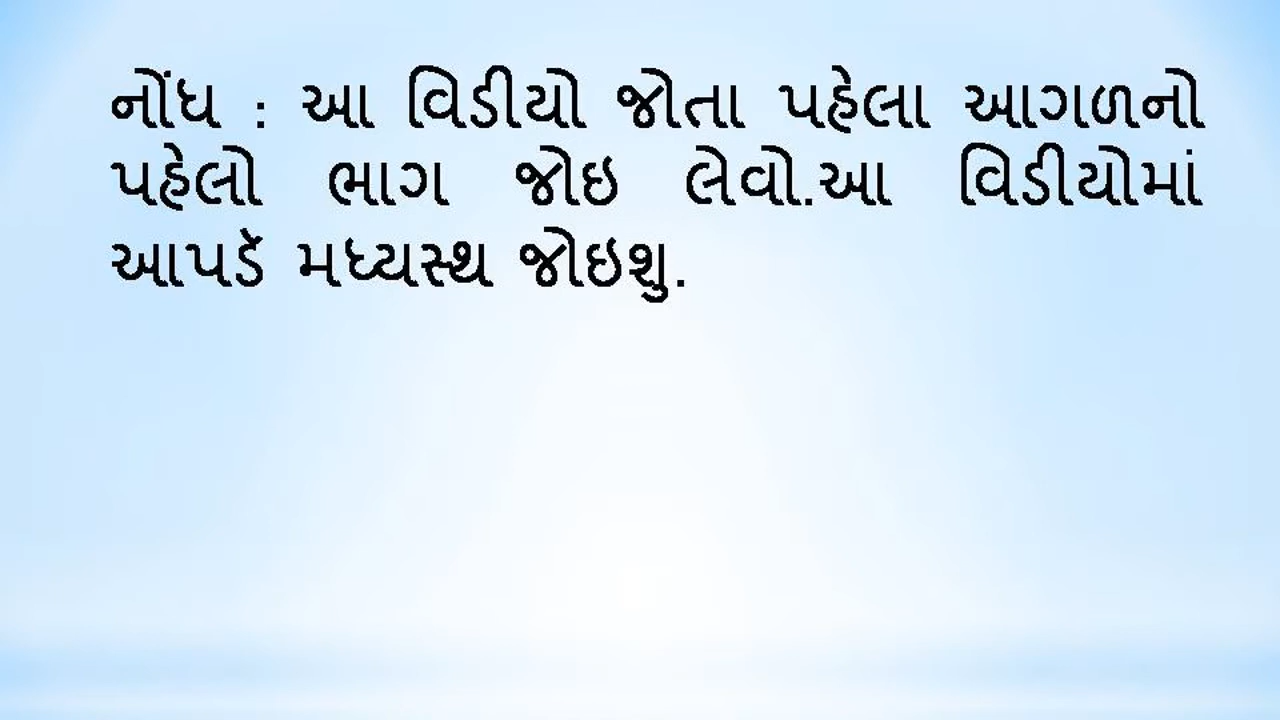 નોંધ : આ વિડીયો જોતા પહેલા આગળનો
પહેલો ભાગ જોઇ લેવો.આ વિડીયોમાં
આપડૅ મધ્યસ્થ જોઇશુ.